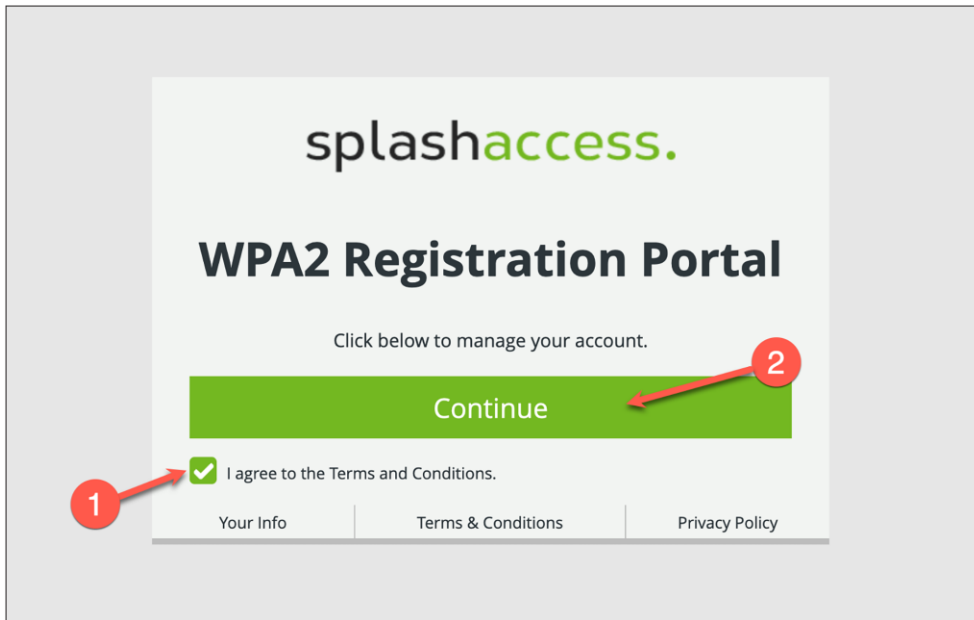 splashaccess.
WPA2 Registration Portal
Click below to manage your account.
2
Continue
I agree to the Terms and Conditions.
1
Your Info
Terms & Conditions
Privacy Policy